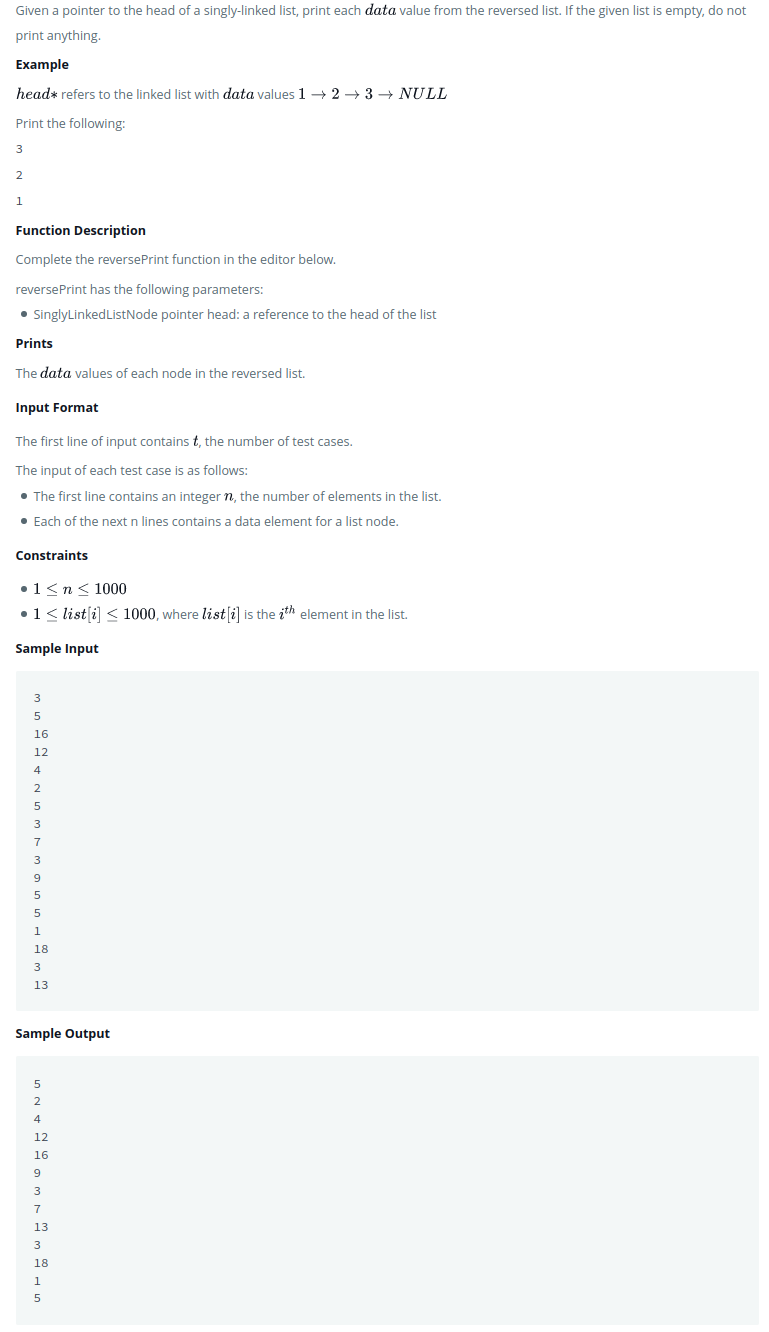 Given a pointer to the head of a singly-linked list, print each data value from the reversed list. If the given list is empty, do not
print anything.
Example
head* refers to the linked list with data values 1 → 2 → 3 → NULL
Print the following:
3
2
1
Function Description
Complete the reversePrint function in the editor below.
reversePrint has the following parameters:
• SinglyLinkedListNode pointer head: a reference to the head of the list
Prints
The data values of each node in the reversed list.
Input Format
The first line of input contains t, the number of test cases.
The input of each test case is as follows:
• The first line contains an integer n, the number of elements in the list.
• Each of the next n lines contains a data element for a list node.
Constraints
• 1 ≤ n ≤ 1000
• 1 ≤ list[i] ≤ 1000, where list[i] is the i^th element in the list.
Sample Input
3
5
16
12
4
2
5
3
7
3
9
5
5
1
18
3
13
Sample Output
5
2
4
12
16
9
3
7
13
3
18
1
5